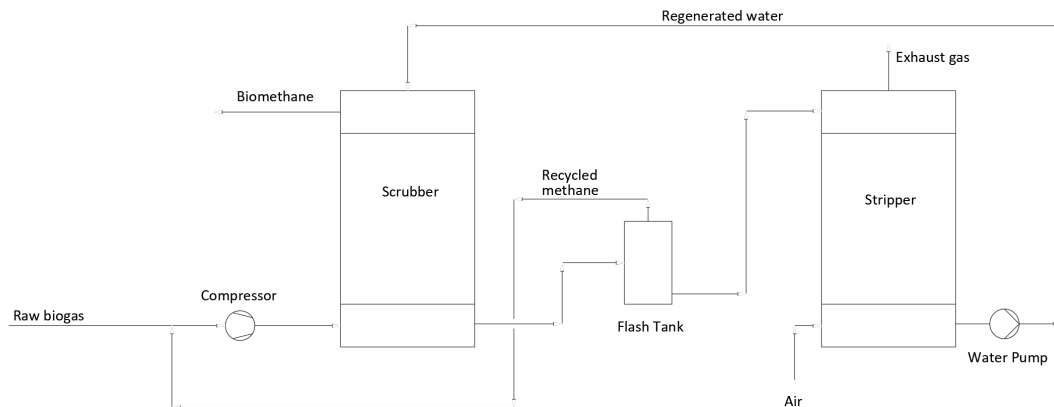 Regenerated water
Exhaust gas
Biomethane
Scrubber
Recycled
methane
Stripper
Compressor
Raw biogas
Flash Tank
Water Pump
Air